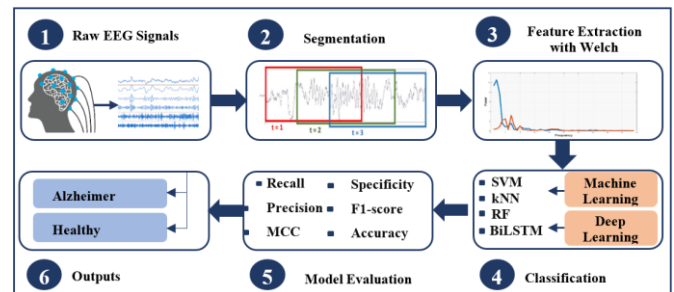 1 Raw EEG Signals
2 Segmentation
3 Feature Extraction
with Welch
t=1
t=2
t=3
Alzheimer
Healthy
Recall
Precision
MCC
Specificity
F1-score
Accuracy
SVM
kNN
RF
BiLSTM
Machine
Learning
Deep
Learning
6 Outputs
5 Model Evaluation
4 Classification